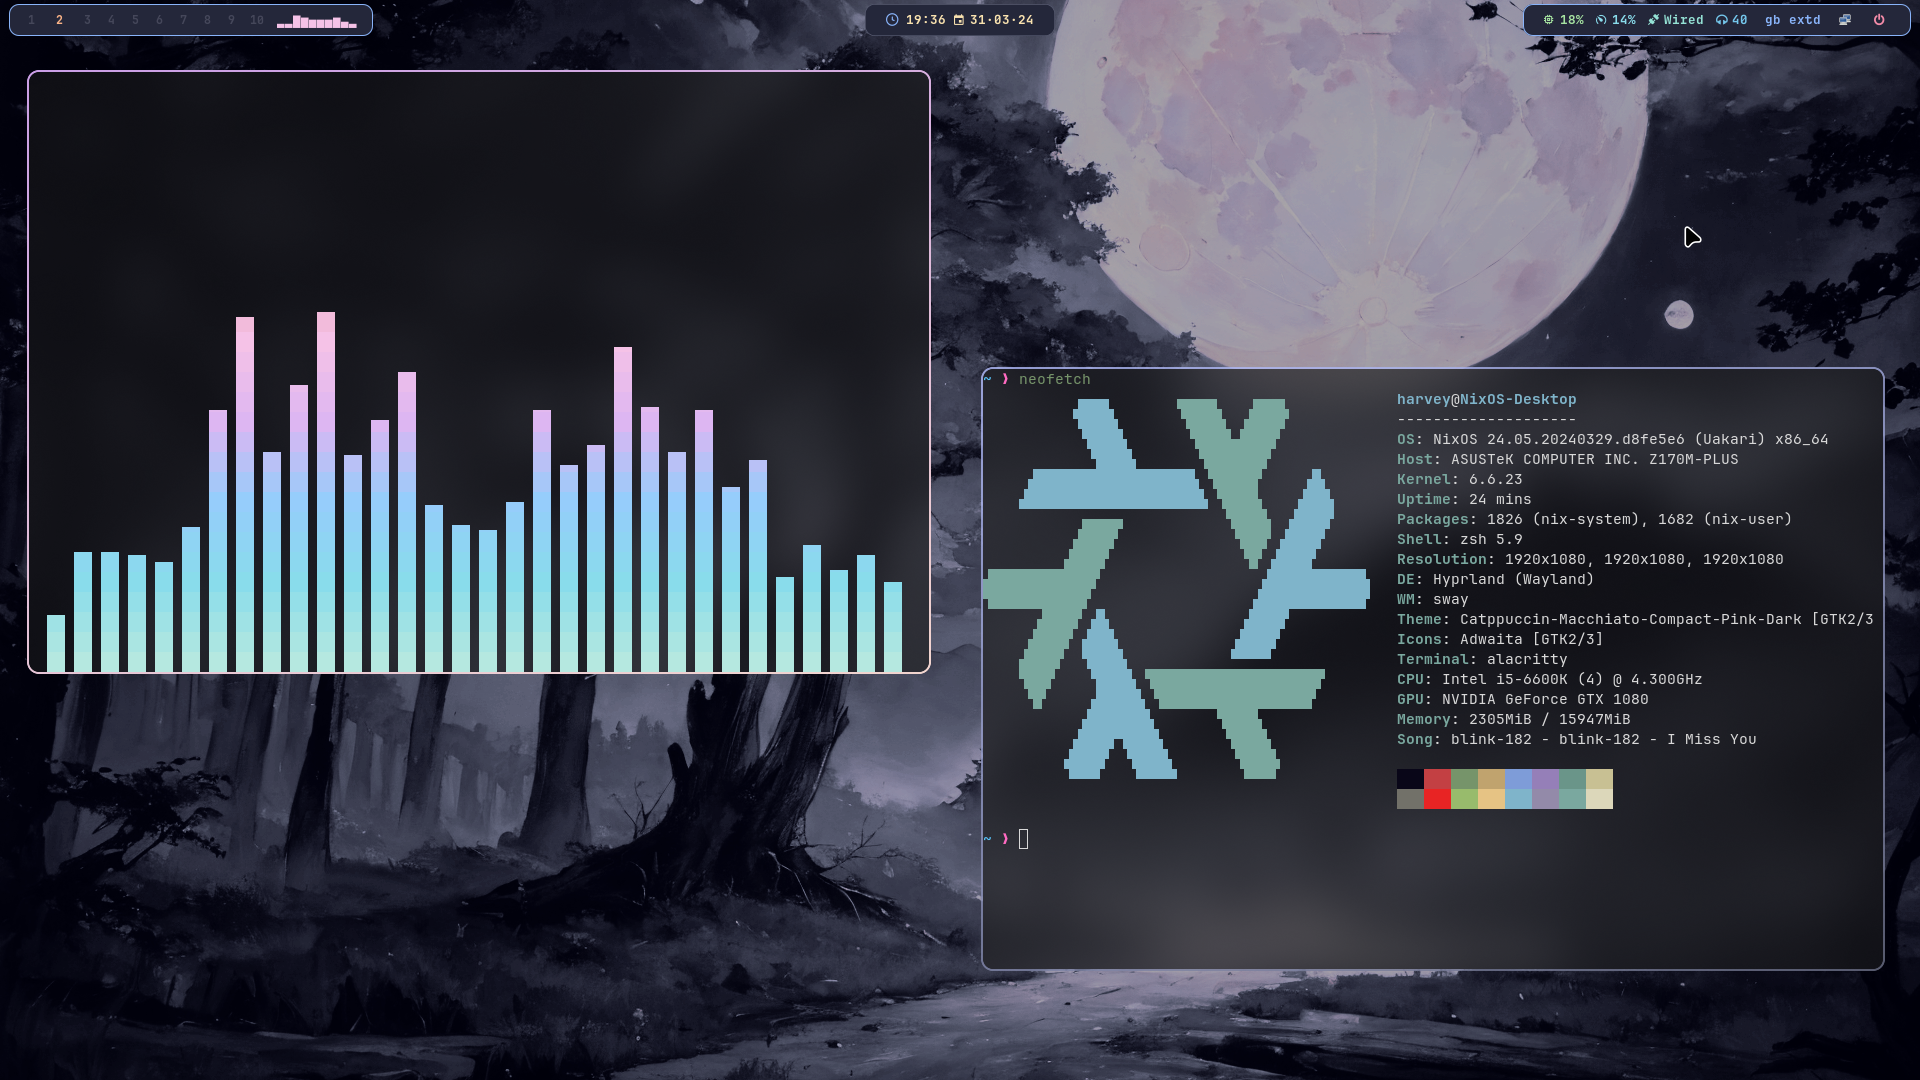 1 2 3 4 5 6 7 8 9 10
19:36 31·03·24
18% 14% Wired 40 gb extd
~ ❯ neofetch
harvey@NixOS-Desktop
--------------------
OS: NixOS 24.05.20240329.d8fe5e6 (Uakari) x86_64
Host: ASUSTeK COMPUTER INC. Z170M-PLUS
Kernel: 6.6.23
Uptime: 24 mins
Packages: 1826 (nix-system), 1682 (nix-user)
Shell: zsh 5.9
Resolution: 1920x1080, 1920x1080, 1920x1080
DE: Hyprland (Wayland)
WM: sway
Theme: Catppuccin-Macchiato-Compact-Pink-Dark [GTK2/3
Icons: Adwaita [GTK2/3]
Terminal: alacritty
CPU: Intel i5-6600K (4) @ 4.300GHz
GPU: NVIDIA GeForce GTX 1080
Memory: 2305MiB / 15947MiB
Song: blink-182 - blink-182 - I Miss You
~ ❯